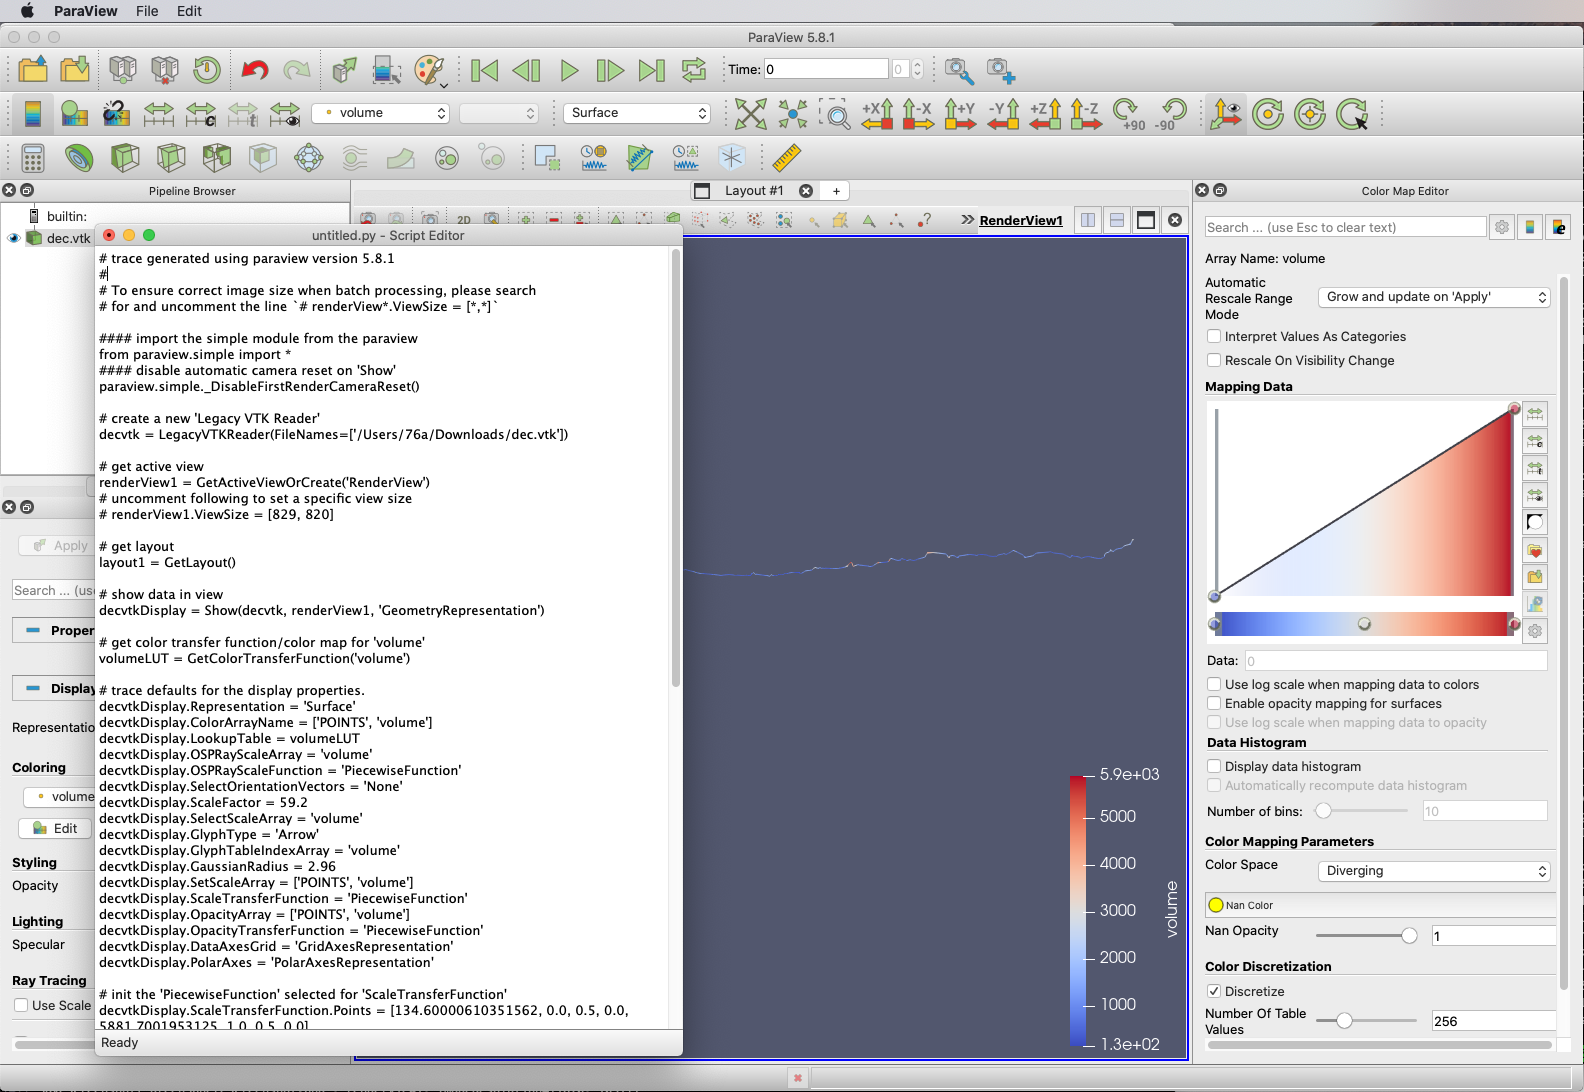 ParaView File Edit
ParaView 5.8.1
Time: 0 0
volume Surface
+X -X +Y -Y +Z -Z +90 -90
Pipeline Browser
Layout #1 +
Color Map Editor
builtin:
dec.vtk
2D
? » RenderView1
Search ... (use Esc to clear text)
untitled.py - Script Editor
# trace generated using paraview version 5.8.1
#
# To ensure correct image size when batch processing, please search
# for and uncomment the line `# renderView*.ViewSize = [*,*]`
#### import the simple module from the paraview
from paraview.simple import *
#### disable automatic camera reset on 'Show'
paraview.simple._DisableFirstRenderCameraReset()
# create a new 'Legacy VTK Reader'
decvtk = LegacyVTKReader(FileNames=['/Users/76a/Downloads/dec.vtk'])
# get active view
renderView1 = GetActiveViewOrCreate('RenderView')
# uncomment following to set a specific view size
# renderView1.ViewSize = [829, 820]
# get layout
layout1 = GetLayout()
# show data in view
decvtkDisplay = Show(decvtk, renderView1, 'GeometryRepresentation')
# get color transfer function/color map for 'volume'
volumeLUT = GetColorTransferFunction('volume')
# trace defaults for the display properties.
decvtkDisplay.Representation = 'Surface'
decvtkDisplay.ColorArrayName = ['POINTS', 'volume']
decvtkDisplay.LookupTable = volumeLUT
decvtkDisplay.OSPRayScaleArray = 'volume'
decvtkDisplay.OSPRayScaleFunction = 'PiecewiseFunction'
decvtkDisplay.SelectOrientationVectors = 'None'
decvtkDisplay.ScaleFactor = 59.2
decvtkDisplay.SelectScaleArray = 'volume'
decvtkDisplay.GlyphType = 'Arrow'
decvtkDisplay.GlyphTableIndexArray = 'volume'
decvtkDisplay.GaussianRadius = 2.96
decvtkDisplay.SetScaleArray = ['POINTS', 'volume']
decvtkDisplay.ScaleTransferFunction = 'PiecewiseFunction'
decvtkDisplay.OpacityArray = ['POINTS', 'volume']
decvtkDisplay.OpacityTransferFunction = 'PiecewiseFunction'
decvtkDisplay.DataAxesGrid = 'GridAxesRepresentation'
decvtkDisplay.PolarAxes = 'PolarAxesRepresentation'
# init the 'PiecewiseFunction' selected for 'ScaleTransferFunction'
decvtkDisplay.ScaleTransferFunction.Points = [134.60000610351562, 0.0, 0.5, 0.0,
5881.7001953125, 1.0, 0.5, 0.0]
Ready
Apply
Search ... (us
Proper
Display
Representatio
Coloring
volume
Edit
Styling
Opacity
Lighting
Specular
Ray Tracing
Use Scale
5.9e+03
5000
4000
3000
2000
1000
1.3e+02
volume
Array Name: volume
Automatic
Rescale Range
Mode
Grow and update on 'Apply'
Interpret Values As Categories
Rescale On Visibility Change
Mapping Data
Data: 0
Use log scale when mapping data to colors
Enable opacity mapping for surfaces
Use log scale when mapping data to opacity
Data Histogram
Display data histogram
Automatically recompute data histogram
Number of bins: 10
Color Mapping Parameters
Color Space Diverging
Nan Color
Nan Opacity 1
Color Discretization
Discretize
Number Of Table
Values
256